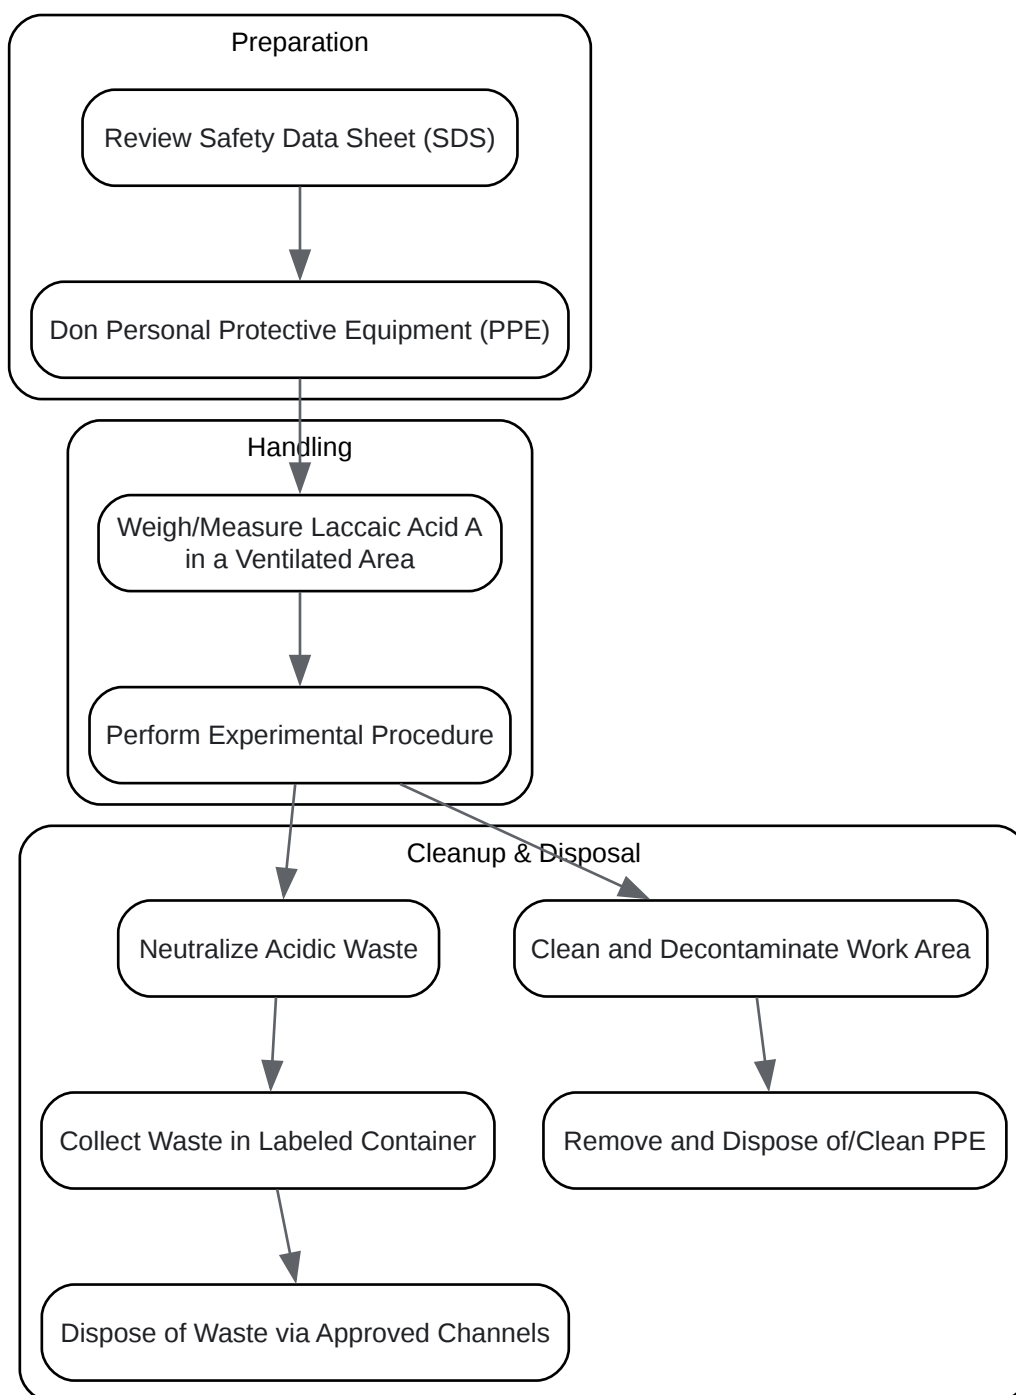 Preparation
Review Safety Data Sheet (SDS)
Don Personal Protective Equipment (PPE)
Handling
Weigh/Measure Laccaic Acid A
in a Ventilated Area
Perform Experimental Procedure
Cleanup & Disposal
Neutralize Acidic Waste
Clean and Decontaminate Work Area
Collect Waste in Labeled Container
Remove and Dispose of/Clean PPE
Dispose of Waste via Approved Channels